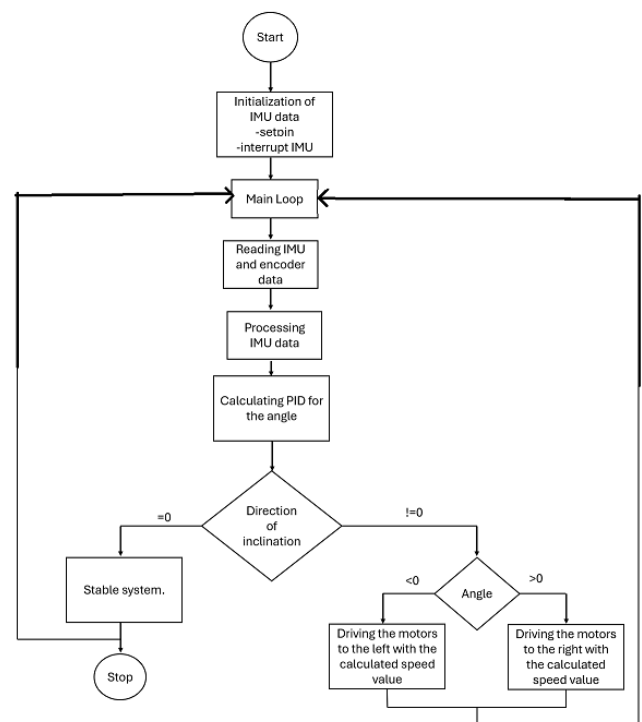 Start
Initialization of
IMU data
-setpin
-interrupt IMU
Main Loop
Reading IMU
and encoder
data
Processing
IMU data
Calculating PID for
the angle
Direction
of
inclination
=0
!=0
Stable system.
Stop
Angle
<0
>0
Driving the motors
to the left with the
calculated speed
value
Driving the motors
to the right with
the calculated
speed value